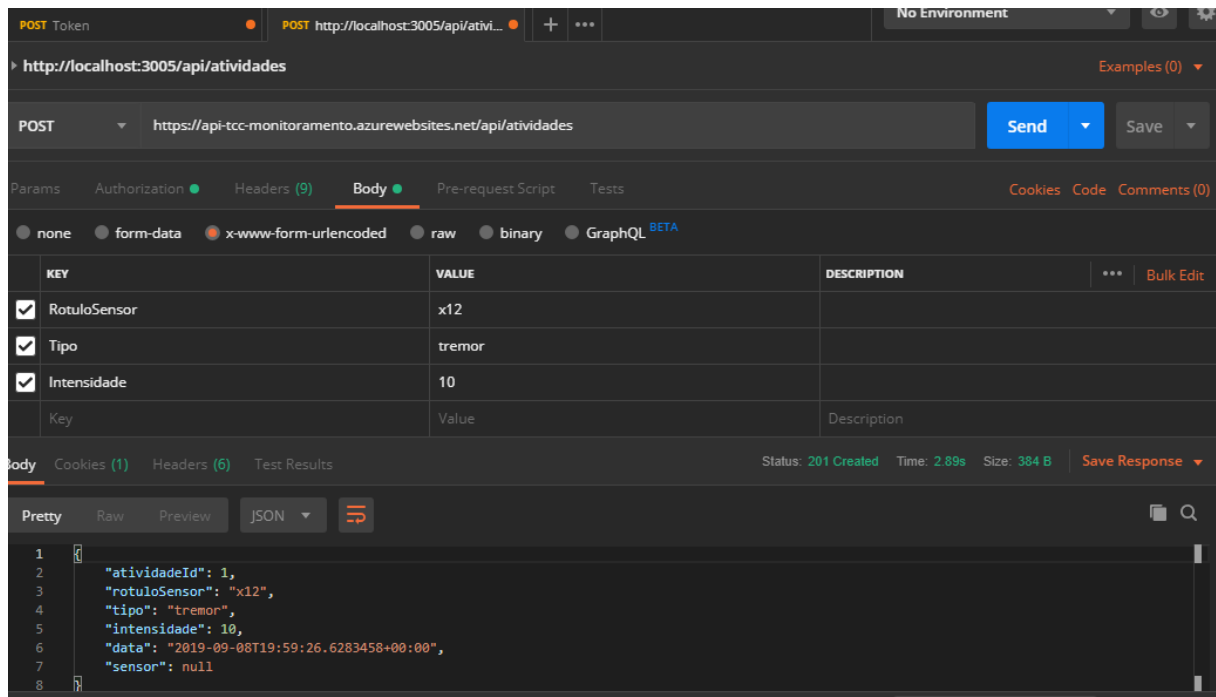 POST Token POST http://localhost:3005/api/ativi... + ••• No Environment
http://localhost:3005/api/atividades Examples (0)
POST https://api-tcc-monitoramento.azurewebsites.net/api/atividades Send Save
Params Authorization Headers (9) Body Pre-request Script Tests Cookies Code Comments (0)
none form-data x-www-form-urlencoded raw binary GraphQL BETA
KEY VALUE DESCRIPTION ••• Bulk Edit
RotuloSensor x12
Tipo tremor
Intensidade 10
Key Value Description
Body Cookies (1) Headers (6) Test Results Status: 201 Created Time: 2.89s Size: 384 B Save Response
Pretty Raw Preview JSON
1 {
2 "atividadeId": 1,
3 "rotuloSensor": "x12",
4 "tipo": "tremor",
5 "intensidade": 10,
6 "data": "2019-09-08T19:59:26.6283458+00:00",
7 "sensor": null
8 }